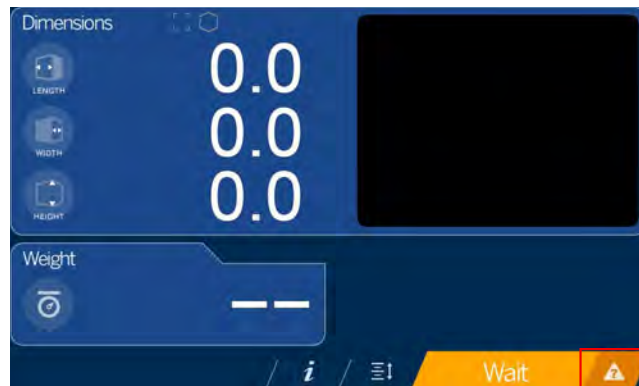 Dimensions
LENGTH
0.0
WIDTH
0.0
HEIGHT
0.0
Weight
--
i
Wait
?